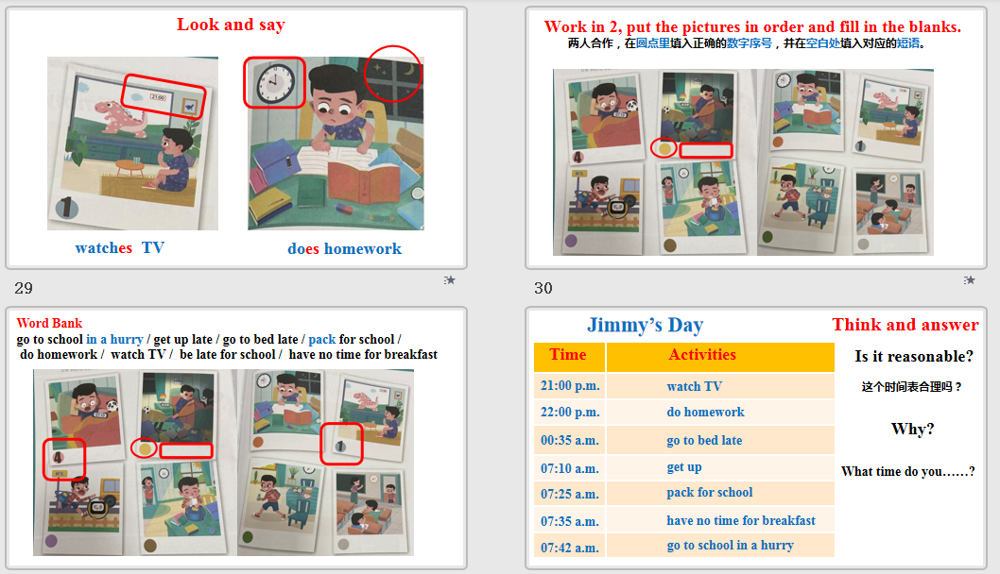 Look and say
21:00
1
watches TV
does homework
29
Work in 2, put the pictures in order and fill in the blanks.
两人合作，在圆点里填入正确的数字序号，并在空白处填入对应的短语。
4
1
30
Word Bank
go to school in a hurry / get up late / go to bed late / pack for school /
do homework / watch TV / be late for school / have no time for breakfast
4
1
Jimmy’s Day
Think and answer
Time Activities
21:00 p.m. watch TV
22:00 p.m. do homework
00:35 a.m. go to bed late
07:10 a.m. get up
07:25 a.m. pack for school
07:35 a.m. have no time for breakfast
07:42 a.m. go to school in a hurry
Is it reasonable?
这个时间表合理吗？
Why?
What time do you……?